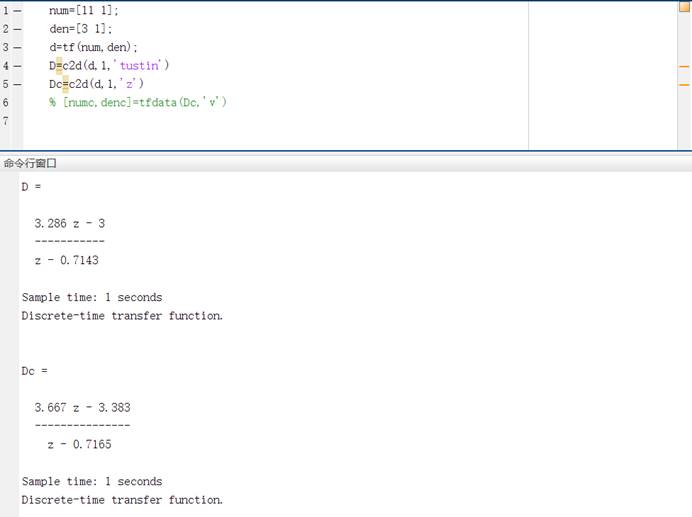 1 — num=[11 1];
2 — den=[3 1];
3 — d=tf(num,den);
4 — D=c2d(d,1,'tustin')
5 — Dc=c2d(d,1,'z')
6 % [numc,denc]=tfdata(Dc,'v')
7
命令行窗口
D =
3.286 z - 3
-----------
z - 0.7143
Sample time: 1 seconds
Discrete-time transfer function.
Dc =
3.667 z - 3.383
---------------
z - 0.7165
Sample time: 1 seconds
Discrete-time transfer function.